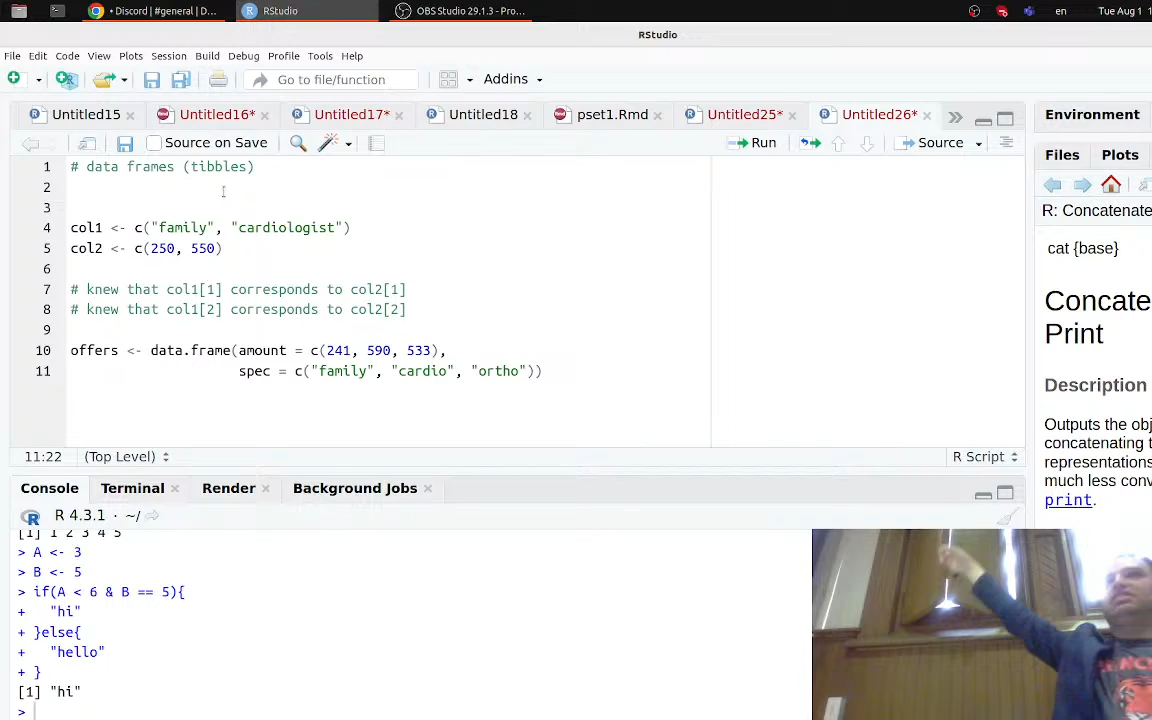 • Discord | #general | D...
RStudio
OBS Studio 29.1.3 - Pro...
en
Tue Aug 1
RStudio
File Edit Code View Plots Session Build Debug Profile Tools Help
Go to file/function
Addins
Untitled15
Untitled16*
Untitled17*
Untitled18
pset1.Rmd
Untitled25*
Untitled26*
Source on Save
Run
Source
1 # data frames (tibbles)
2
3
4 col1 <- c("family", "cardiologist")
5 col2 <- c(250, 550)
6
7 # knew that col1[1] corresponds to col2[1]
8 # knew that col1[2] corresponds to col2[2]
9
10 offers <- data.frame(amount = c(241, 590, 533),
11 spec = c("family", "cardio", "ortho"))
11:22 (Top Level)
R Script
Console Terminal Render Background Jobs
R 4.3.1 · ~/
[1] 1 2 3 4 5
> A <- 3
> B <- 5
> if(A < 6 & B == 5){
+ "hi"
+ }else{
+ "hello"
+ }
[1] "hi"
>
Environment
Files Plots
R: Concatenate
cat {base}
Concate
Print
Description
Outputs the obj
concatenating t
representations
much less conv
print.